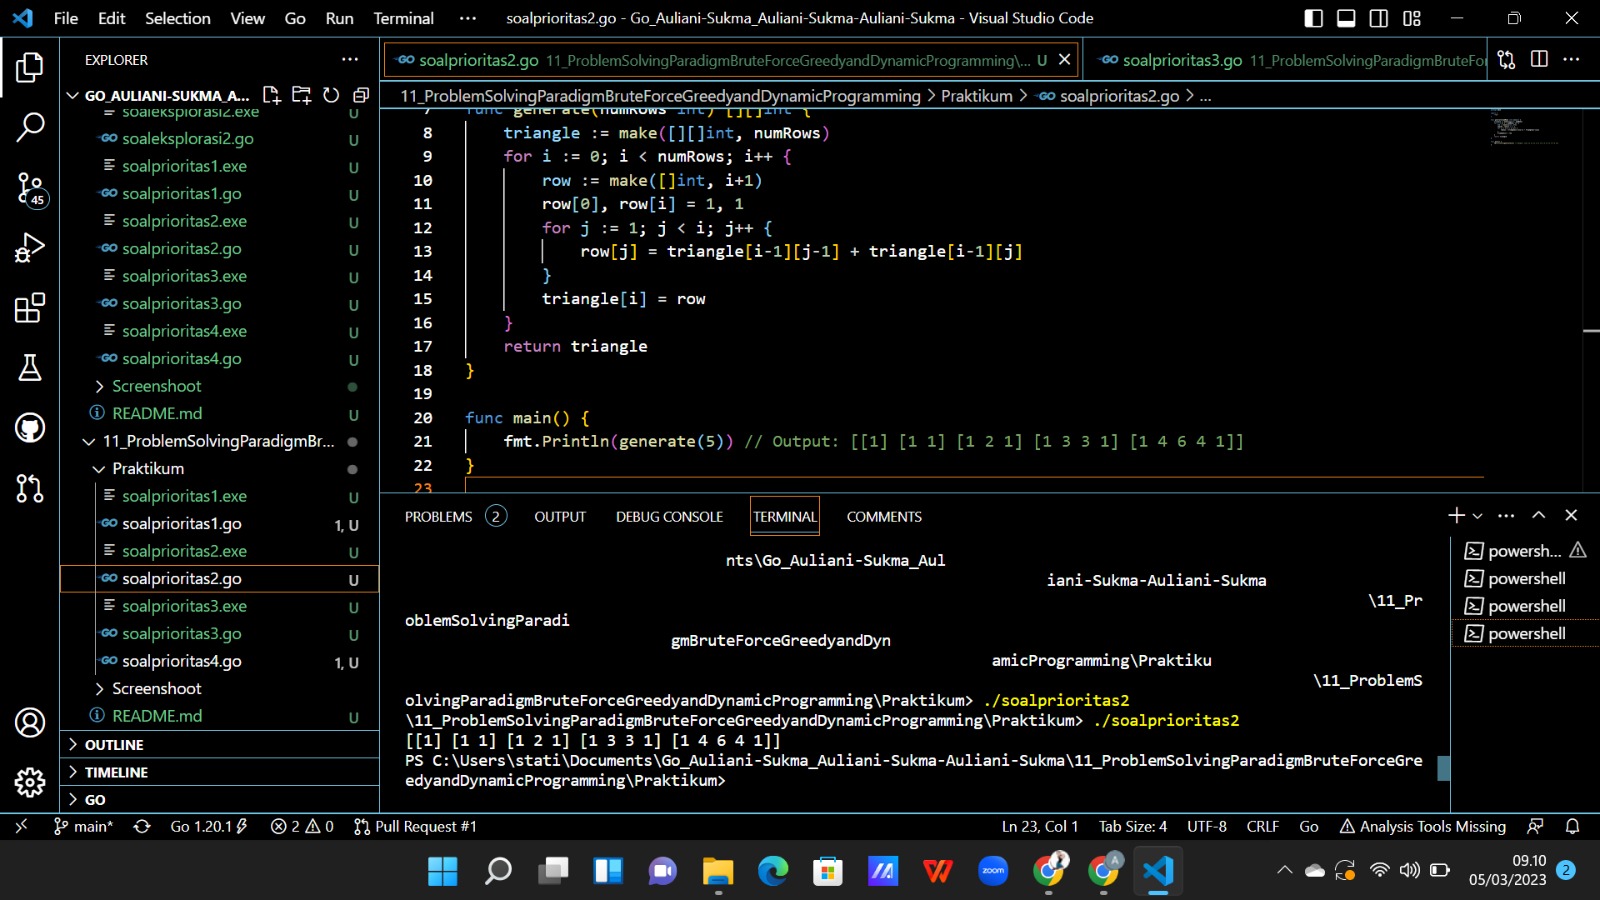 File Edit Selection View Go Run Terminal ··· soalprioritas2.go - Go_Auliani-Sukma_Auliani-Sukma-Auliani-Sukma - Visual Studio Code
EXPLORER
GO_AULIANI-SUKMA_A...
soaleksplorasi2.exe U
soaleksplorasi2.go U
soalprioritas1.exe U
soalprioritas1.go U
soalprioritas2.exe U
soalprioritas2.go U
soalprioritas3.exe U
soalprioritas3.go U
soalprioritas4.exe U
soalprioritas4.go U
Screenshoot
README.md U
11_ProblemSolvingParadigmBr...
Praktikum
soalprioritas1.exe U
soalprioritas1.go 1, U
soalprioritas2.exe U
soalprioritas2.go U
soalprioritas3.exe U
soalprioritas3.go U
soalprioritas4.go 1, U
Screenshoot
README.md U
OUTLINE
TIMELINE
GO
45
soalprioritas2.go 11_ProblemSolvingParadigmBruteForceGreedyandDynamicProgramming\... U
soalprioritas3.go 11_ProblemSolvingParadigmBruteFor
11_ProblemSolvingParadigmBruteForceGreedyandDynamicProgramming > Praktikum > soalprioritas2.go > ...
7 func generate(numRows int) [][]int {
8 triangle := make([][]int, numRows)
9 for i := 0; i < numRows; i++ {
10 row := make([]int, i+1)
11 row[0], row[i] = 1, 1
12 for j := 1; j < i; j++ {
13 row[j] = triangle[i-1][j-1] + triangle[i-1][j]
14 }
15 triangle[i] = row
16 }
17 return triangle
18 }
19
20 func main() {
21 fmt.Println(generate(5)) // Output: [[1] [1 1] [1 2 1] [1 3 3 1] [1 4 6 4 1]]
22 }
23
PROBLEMS 2 OUTPUT DEBUG CONSOLE TERMINAL COMMENTS
nts\Go_Auliani-Sukma_Aul
iani-Sukma-Auliani-Sukma
\11_Pr
oblemSolvingParadi
gmBruteForceGreedyandDyn
amicProgramming\Praktiku
\11_ProblemS
olvingParadigmBruteForceGreedyandDynamicProgramming\Praktikum> ./soalprioritas2
\11_ProblemSolvingParadigmBruteForceGreedyandDynamicProgramming\Praktikum> ./soalprioritas2
[[1] [1 1] [1 2 1] [1 3 3 1] [1 4 6 4 1]]
PS C:\Users\stati\Documents\Go_Auliani-Sukma_Auliani-Sukma-Auliani-Sukma\11_ProblemSolvingParadigmBruteForceGre
edyandDynamicProgramming\Praktikum>
powersh...
powershell
powershell
powershell
main* Go 1.20.1 2 0 Pull Request #1 Ln 23, Col 1 Tab Size: 4 UTF-8 CRLF Go Analysis Tools Missing
zoom
A
09.10
05/03/2023
2